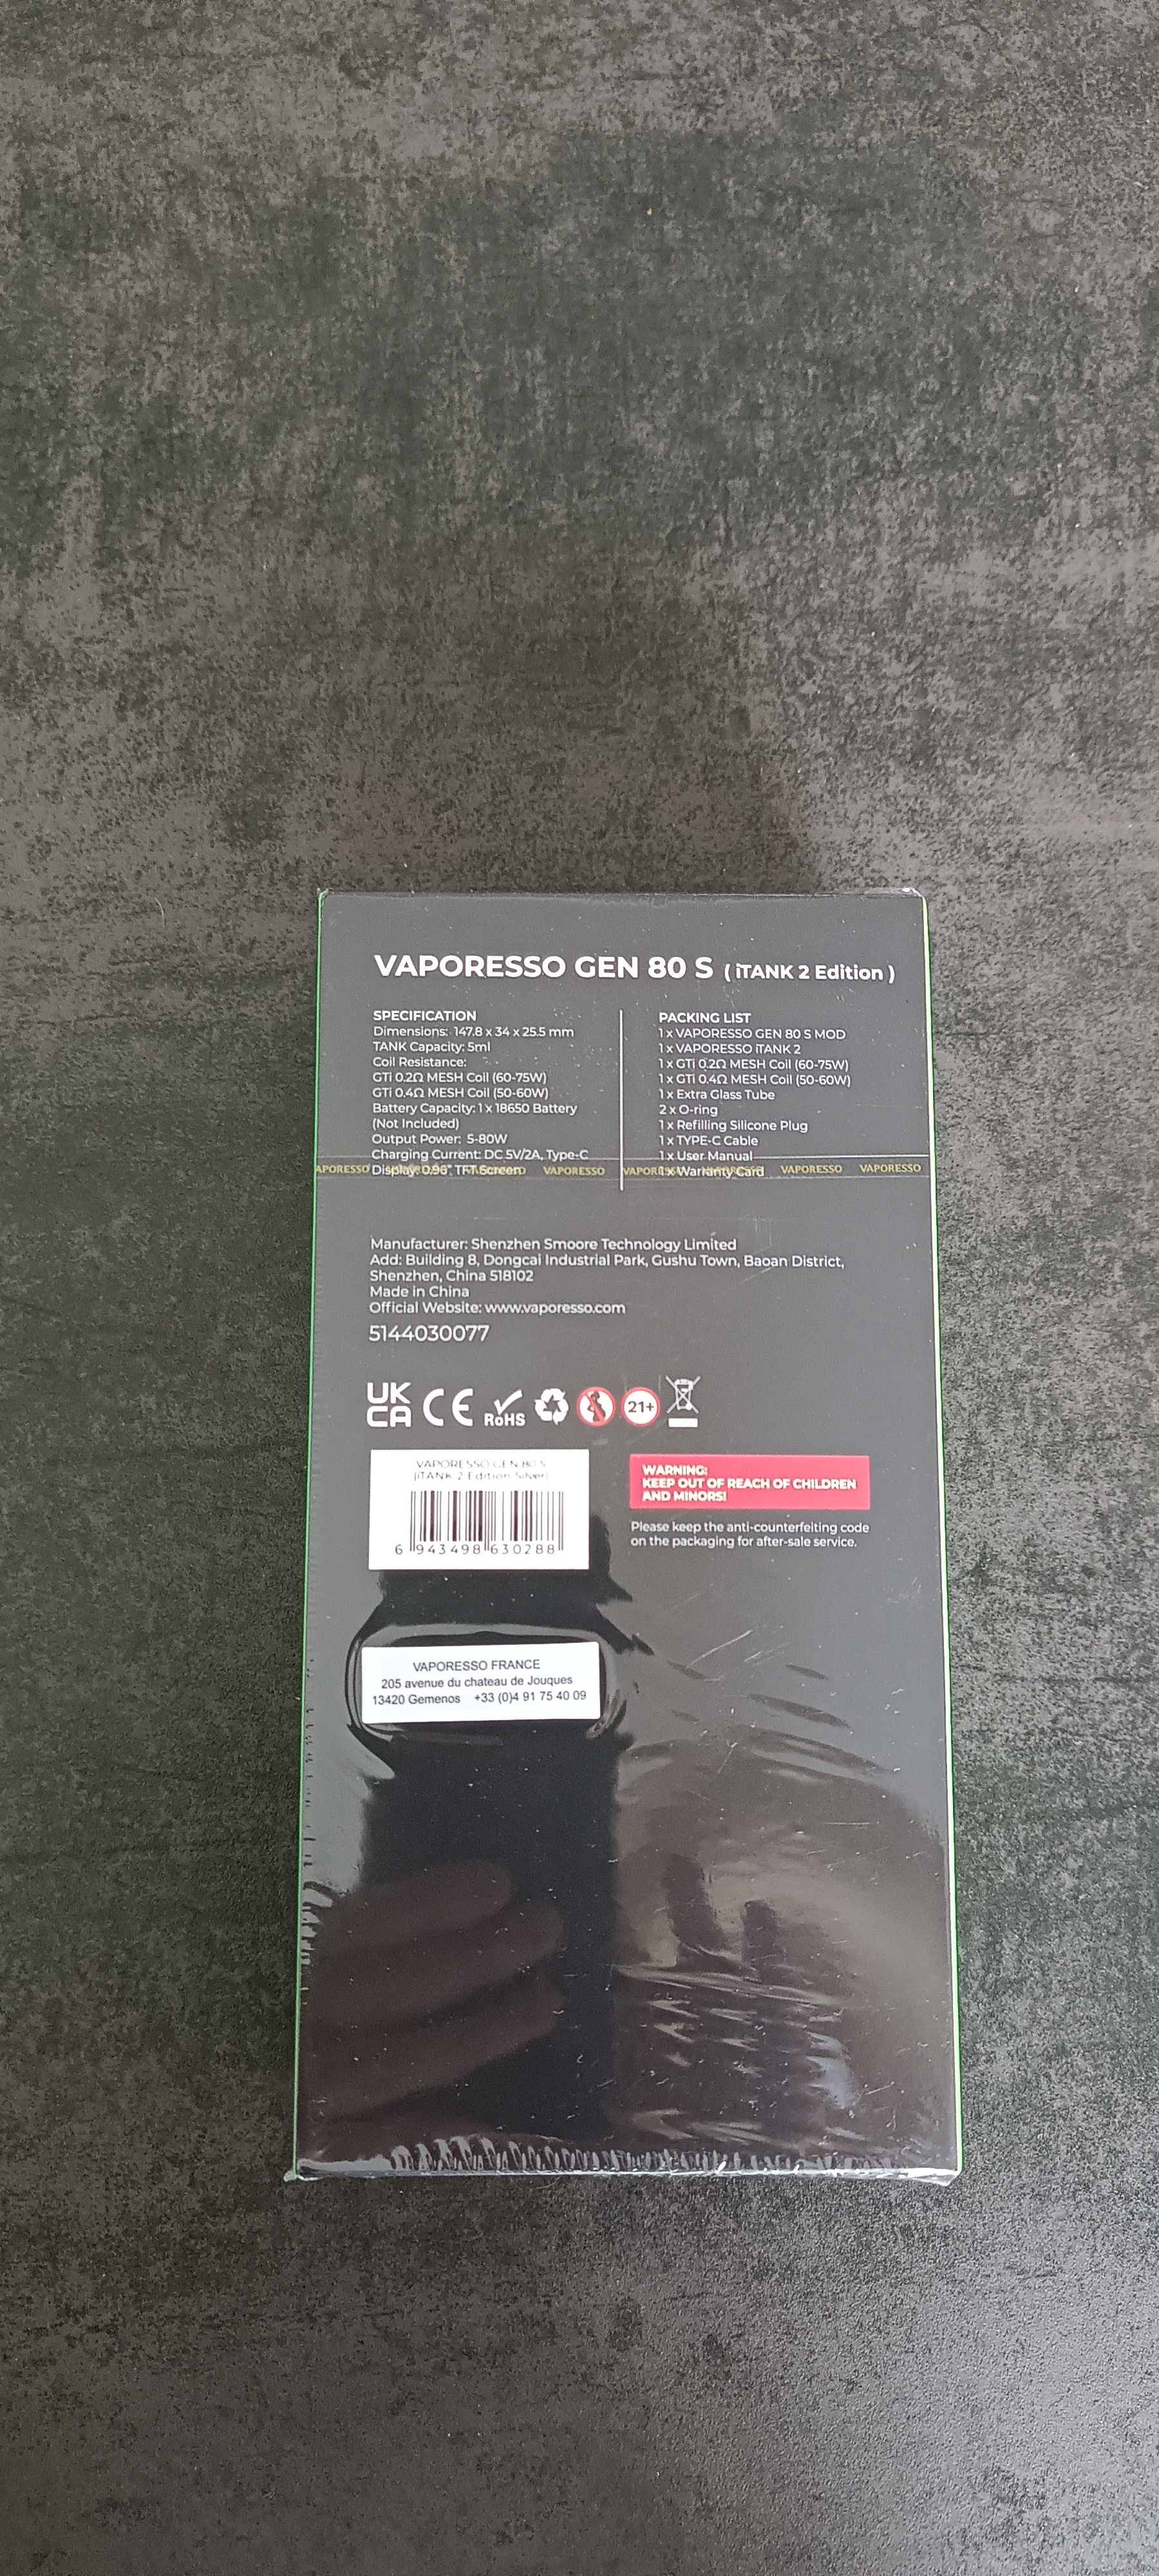 VAPORESSO GEN 80 S ( iTANK 2 Edition )
SPECIFICATION
Dimensions: 147.8 x 34 x 25.5 mm
TANK Capacity: 5ml
Coil Resistance:
GTi 0.2Ω MESH Coil (60-75W)
GTi 0.4Ω MESH Coil (50-60W)
Battery Capacity: 1 x 18650 Battery
(Not Included)
Output Power: 5-80W
Charging Current: DC 5V/2A, Type-C
Display: 0.96" TFT Screen
PACKING LIST
1 x VAPORESSO GEN 80 S MOD
1 x VAPORESSO iTANK 2
1 x GTi 0.2Ω MESH Coil (60-75W)
1 x GTi 0.4Ω MESH Coil (50-60W)
1 x Extra Glass Tube
2 x O-ring
1 x Refilling Silicone Plug
1 x TYPE-C Cable
1 x User Manual
1 x Warranty Card
APORESSO VAPORESSO VAPORESSO VAPORESSO VAPORESSO VAPORESSO VAPORESSO VAPORESSO
Manufacturer: Shenzhen Smoore Technology Limited
Add: Building 8, Dongcai Industrial Park, Gushu Town, Baoan District,
Shenzhen, China 518102
Made in China
Official Website: www.vaporesso.com
5144030077
UK
CA CE RoHS 21+
VAPORESSO GEN 80 S
(iTANK 2 Edition Silver)
6 943498 630288
WARNING:
KEEP OUT OF REACH OF CHILDREN
AND MINORS!
Please keep the anti-counterfeiting code
on the packaging for after-sale service.
VAPORESSO FRANCE
205 avenue du chateau de Jouques
13420 Gemenos +33 (0)4 91 75 40 09